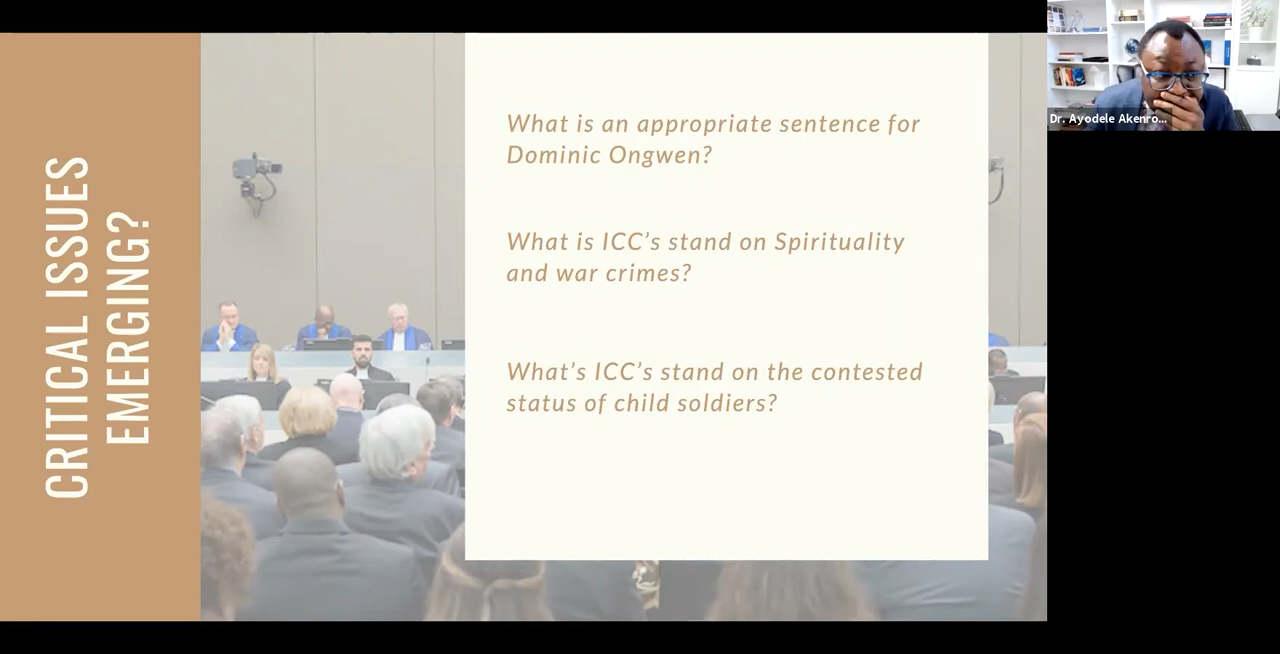 CRITICAL ISSUES
EMERGING?
What is an appropriate sentence for
Dominic Ongwen?
What is ICC’s stand on Spirituality
and war crimes?
What’s ICC’s stand on the contested
status of child soldiers?
Dr. Ayodele Akenro...